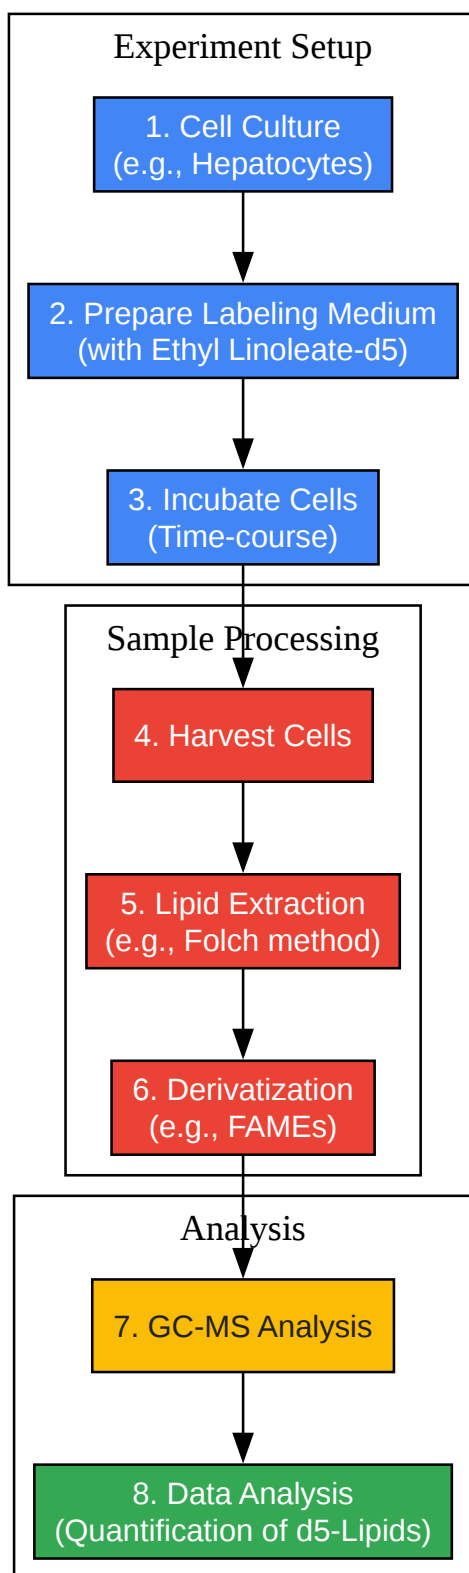 Experiment Setup
1. Cell Culture
(e.g., Hepatocytes)
2. Prepare Labeling Medium
(with Ethyl Linoleate-d5)
3. Incubate Cells
(Time-course)
Sample Processing
4. Harvest Cells
5. Lipid Extraction
(e.g., Folch method)
6. Derivatization
(e.g., FAMEs)
Analysis
7. GC-MS Analysis
8. Data Analysis
(Quantification of d5-Lipids)